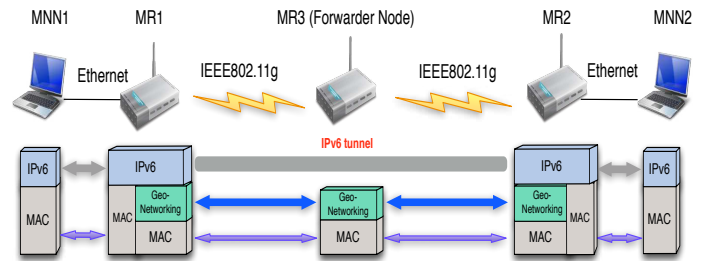 MNN1
MR1
MR3 (Forwarder Node)
MR2
MNN2
Ethernet
IEEE802.11g
IEEE802.11g
Ethernet
IPv6 tunnel
IPv6
IPv6
IPv6
IPv6
MAC
MAC
Geo-
Networking
MAC
Geo-
Networking
MAC
Geo-
Networking
MAC
MAC
MAC